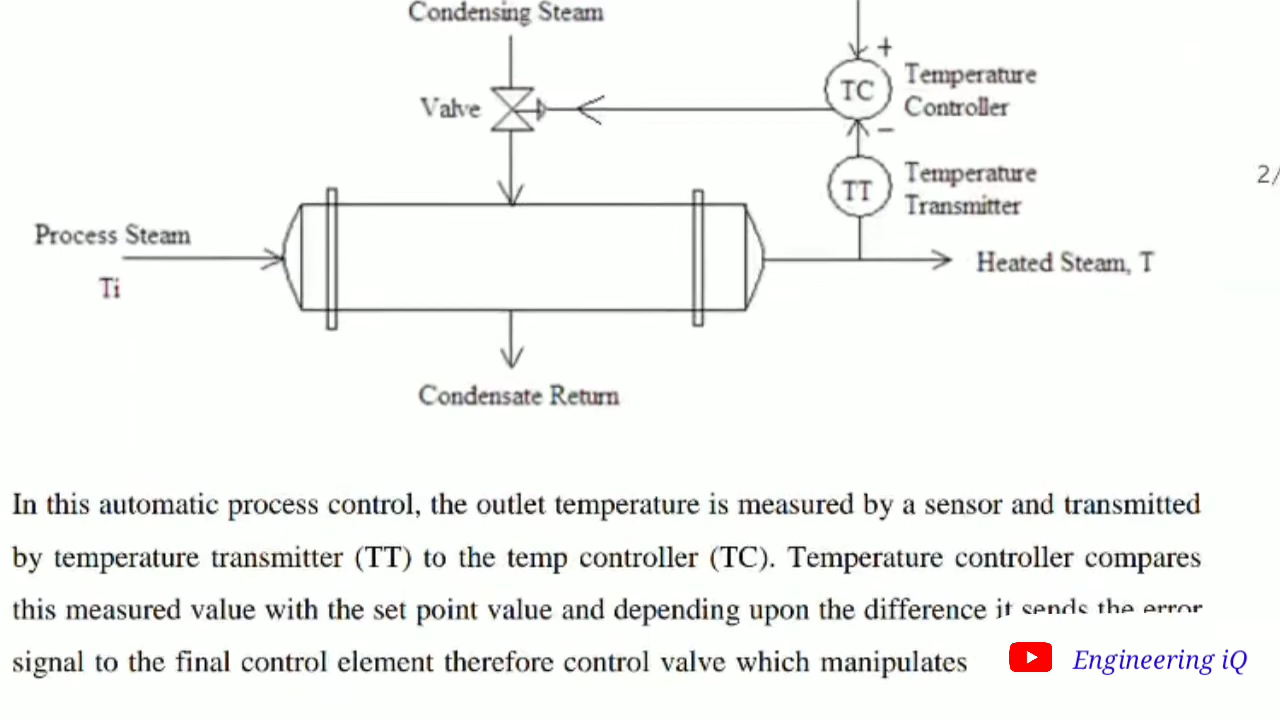 Condensing Steam
+
TC
Temperature
Controller
Valve
−
TT
Temperature
Transmitter
2/
Process Steam
Ti
Heated Steam, T
Condensate Return
In this automatic process control, the outlet temperature is measured by a sensor and transmitted
by temperature transmitter (TT) to the temp controller (TC). Temperature controller compares
this measured value with the set point value and depending upon the difference it sends the error
signal to the final control element therefore control valve which manipulates
Engineering iQ